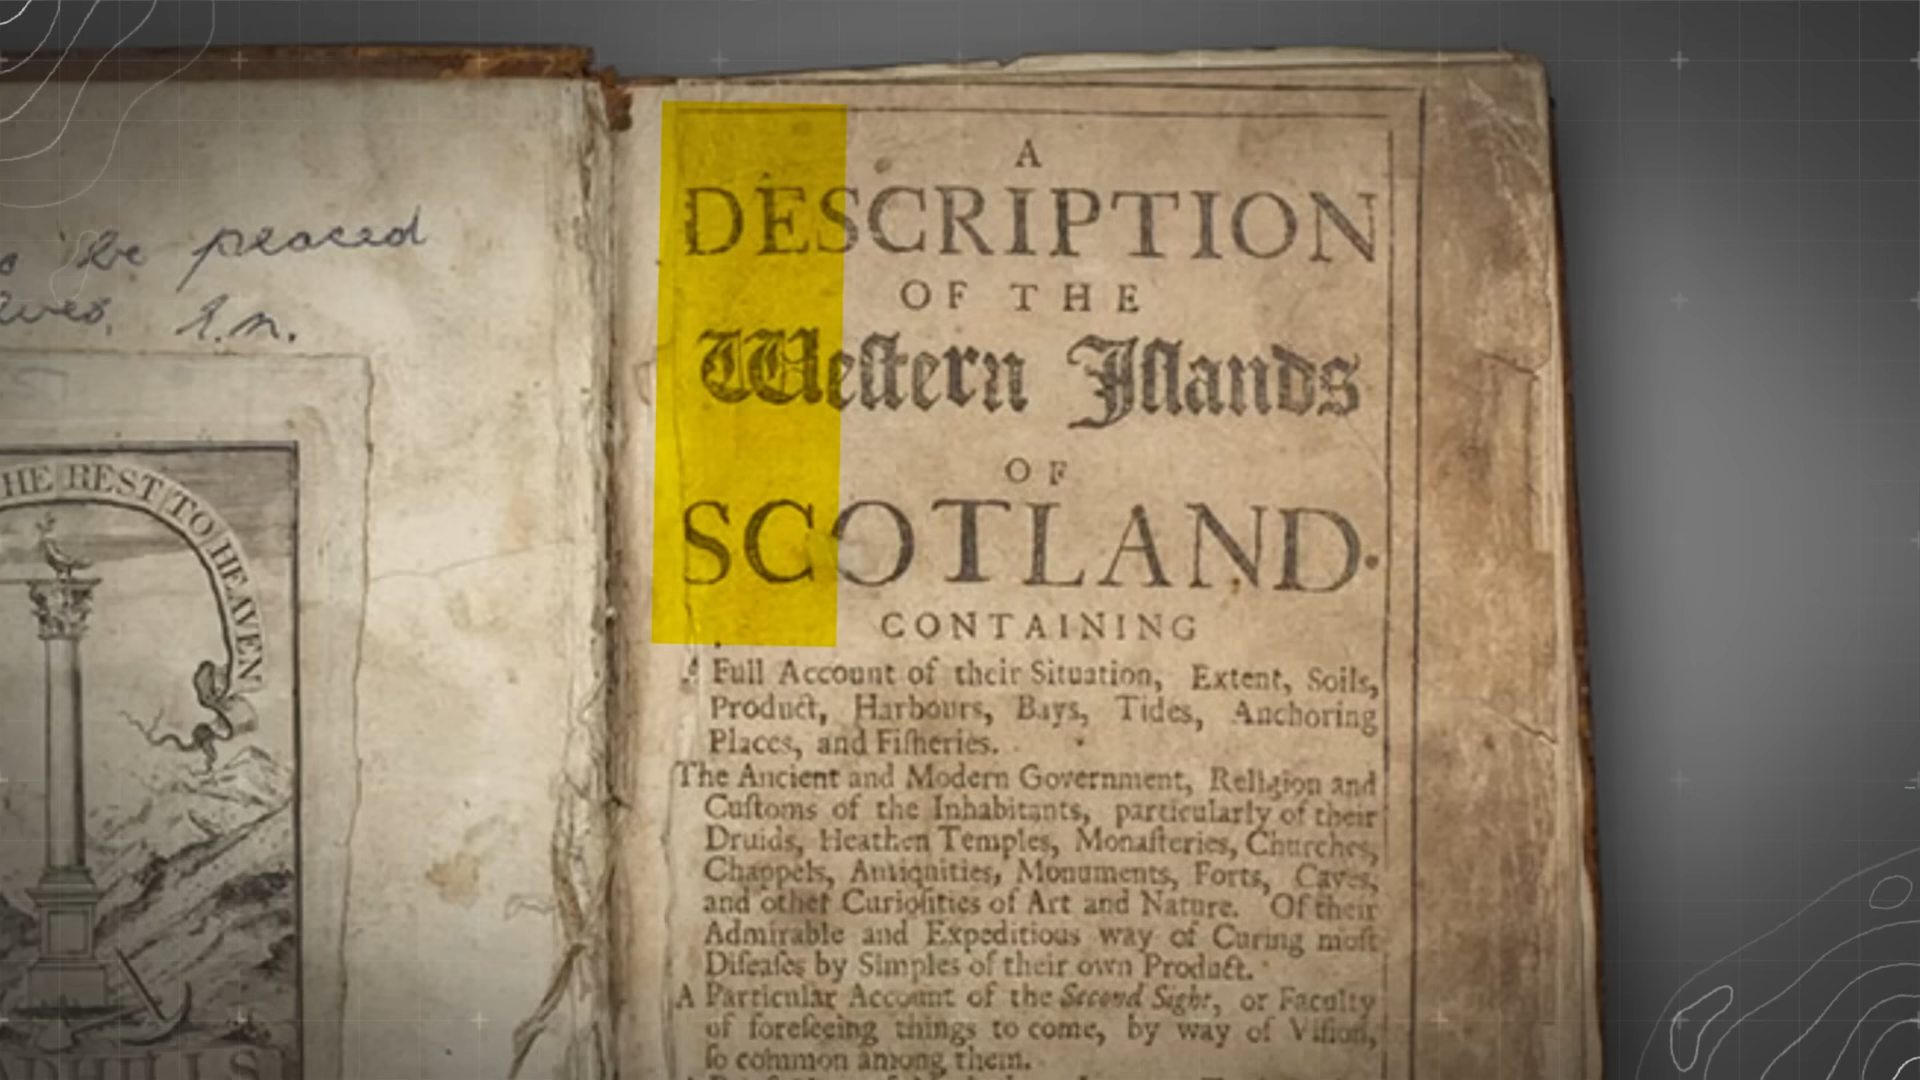 be placed
I.M.
HE REST TO HEAVEN
A
DESCRIPTION
OF THE
Weſtern Iſlands
OF
SCOTLAND.
CONTAINING
A Full Account of their Situation, Extent, Soils,
Product, Harbours, Bays, Tides, Anchoring
Places, and Fiſheries.
The Ancient and Modern Government, Religion and
Cuſtoms of the Inhabitants, particularly of their
Druids, Heathen Temples, Monaſteries, Churches,
Chappels, Antiquities, Monuments, Forts, Caves,
and other Curioſities of Art and Nature. Of their
Admirable and Expeditious way of Curing moſt
Diſeaſes by Simples of their own Product.
A Particular Account of the Second Sight, or Faculty
of foreſeeing things to come, by way of Viſion,
ſo common among them.